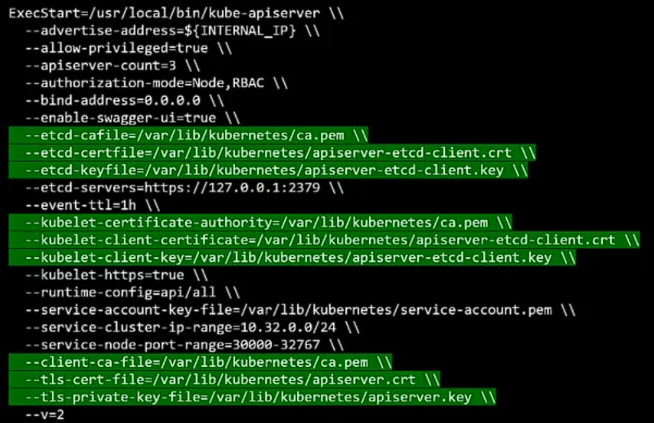 ExecStart=/usr/local/bin/kube-apiserver \\
--advertise-address=${INTERNAL_IP} \\
--allow-privileged=true \\
--apiserver-count=3 \\
--authorization-mode=Node,RBAC \\
--bind-address=0.0.0.0 \\
--enable-swagger-ui=true \\
--etcd-cafile=/var/lib/kubernetes/ca.pem \\
--etcd-certfile=/var/lib/kubernetes/apiserver-etcd-client.crt \\
--etcd-keyfile=/var/lib/kubernetes/apiserver-etcd-client.key \\
--etcd-servers=https://127.0.0.1:2379 \\
--event-ttl=1h \\
--kubelet-certificate-authority=/var/lib/kubernetes/ca.pem \\
--kubelet-client-certificate=/var/lib/kubernetes/apiserver-etcd-client.crt \\
--kubelet-client-key=/var/lib/kubernetes/apiserver-etcd-client.key \\
--kubelet-https=true \\
--runtime-config=api/all \\
--service-account-key-file=/var/lib/kubernetes/service-account.pem \\
--service-cluster-ip-range=10.32.0.0/24 \\
--service-node-port-range=30000-32767 \\
--client-ca-file=/var/lib/kubernetes/ca.pem \\
--tls-cert-file=/var/lib/kubernetes/apiserver.crt \\
--tls-private-key-file=/var/lib/kubernetes/apiserver.key \\
--v=2